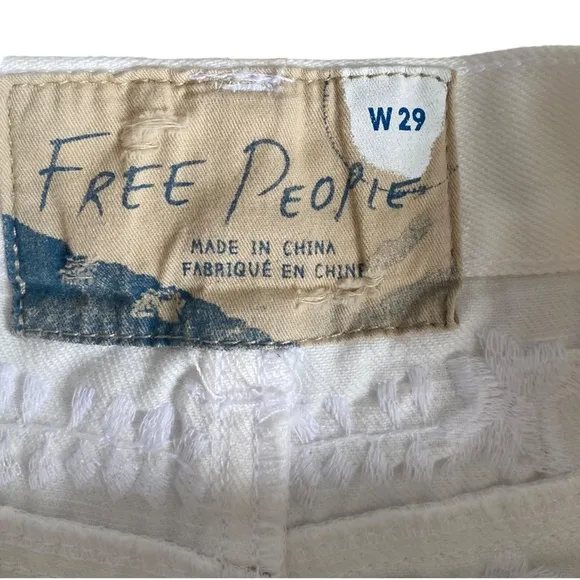 W 29
FREE PEOPLE
MADE IN CHINA
FABRIQUÉ EN CHINE